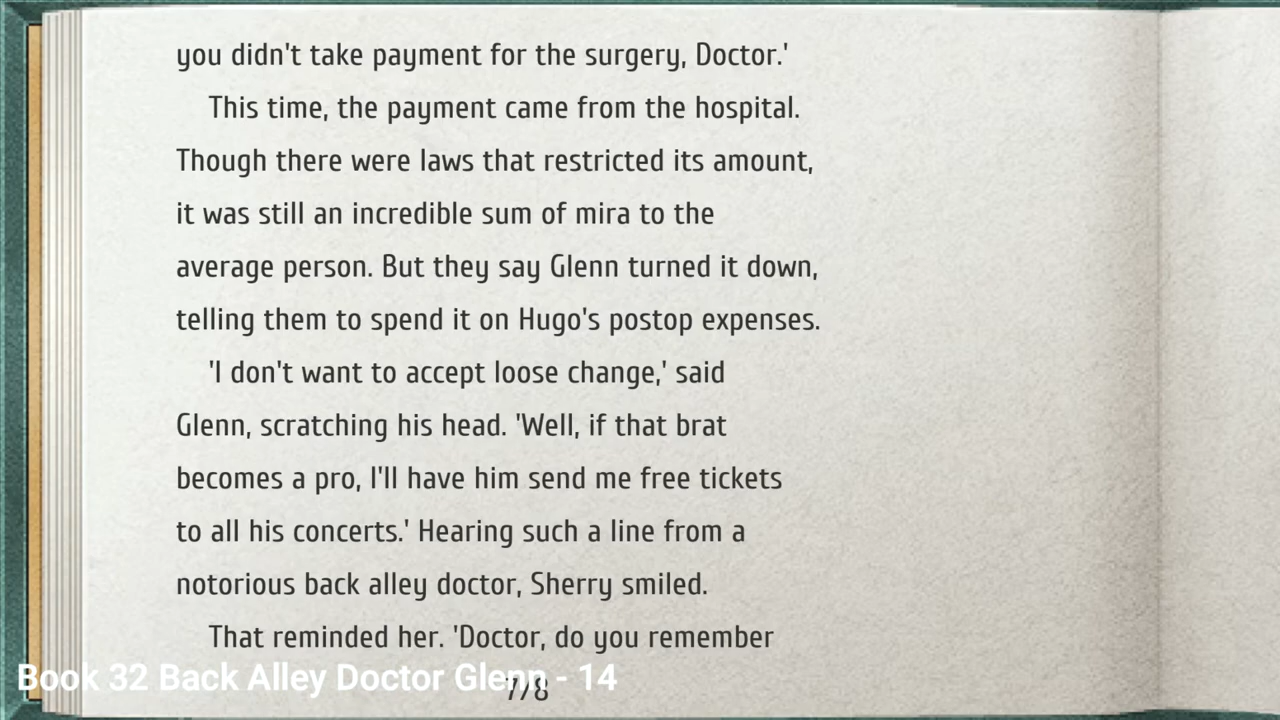 you didn't take payment for the surgery, Doctor.'
This time, the payment came from the hospital.
Though there were laws that restricted its amount,
it was still an incredible sum of mira to the
average person. But they say Glenn turned it down,
telling them to spend it on Hugo's postop expenses.
'I don't want to accept loose change,' said
Glenn, scratching his head. 'Well, if that brat
becomes a pro, I'll have him send me free tickets
to all his concerts.' Hearing such a line from a
notorious back alley doctor, Sherry smiled.
That reminded her. 'Doctor, do you remember
Book 32 Back Alley Doctor Glenn - 14
7/8